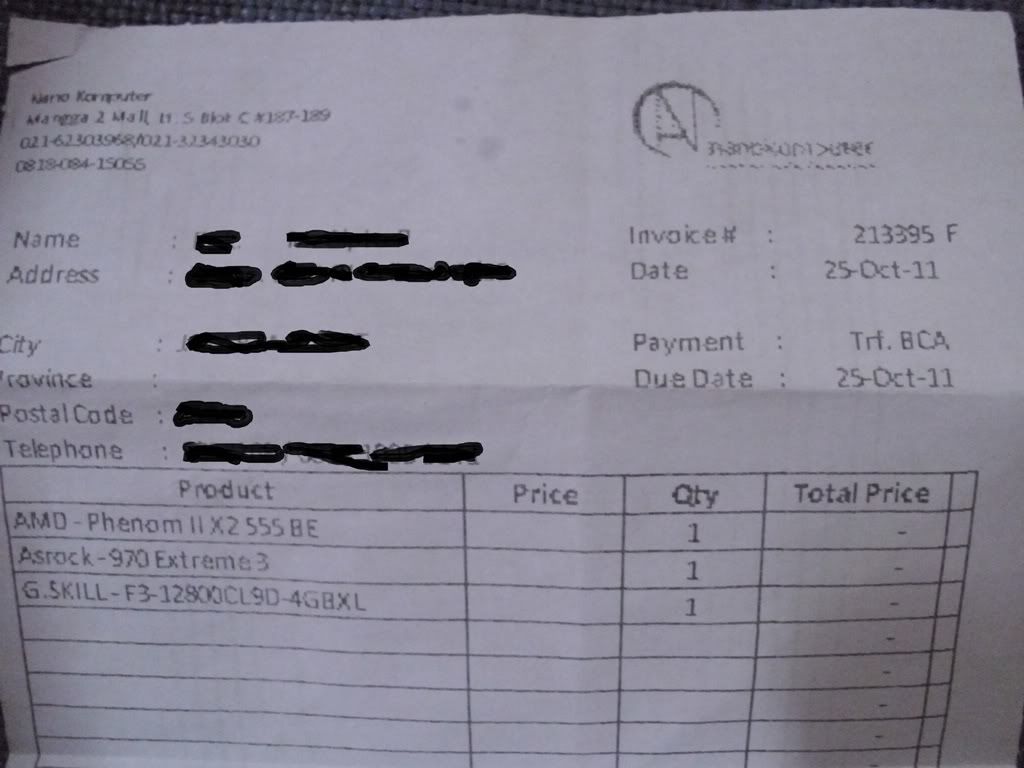 Nano Komputer
Mangga 2 Mall Lt. 5 Blok C #187-189
021-62303968/021-32343030
0818-084-15055
nanokomputer
Name :
Invoice# : 213395 F
Address :
Date : 25-Oct-11
City :
Payment : Trf. BCA
rovince :
Due Date : 25-Oct-11
Postal Code :
Telephone :
Product Price Qty Total Price
AMD - Phenom II X2 555 BE 1 -
Asrock - 970 Extreme 3 1 -
G.SKILL - F3-12800CL9D-4GBXL 1 -
-
-
-
-